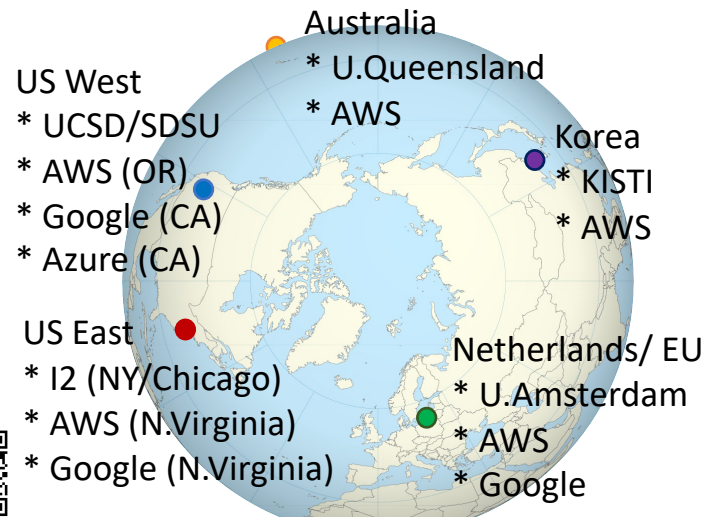 Australia
* U.Queensland
* AWS
US West
* UCSD/SDSU
* AWS (OR)
* Google (CA)
* Azure (CA)
Korea
* KISTI
* AWS
US East
* I2 (NY/Chicago)
* AWS (N.Virginia)
* Google (N.Virginia)
Netherlands/ EU
* U.Amsterdam
* AWS
* Google